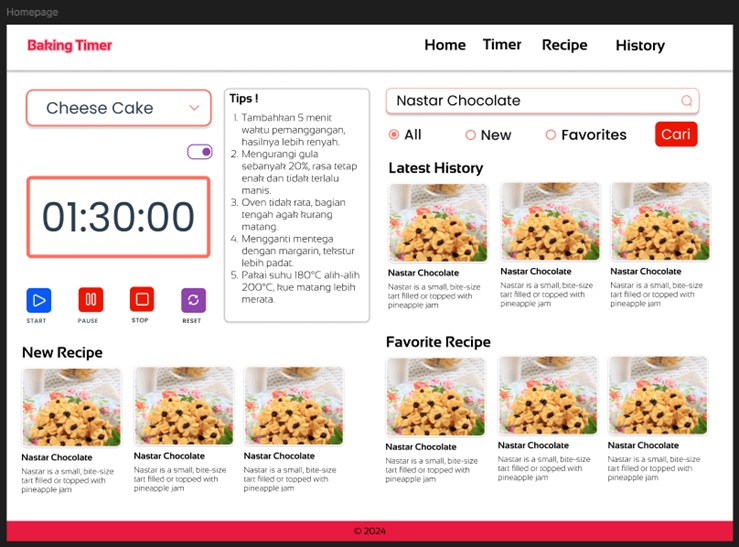 Homepage
Baking Timer
Home Timer Recipe History
Cheese Cake
01:30:00
START PAUSE STOP RESET
Tips !
1. Tambahkan 5 menit
waktu pemanggangan,
hasilnya lebih renyah.
2. Mengurangi gula
sebanyak 20%, rasa tetap
enak dan tidak terlalu
manis.
3. Oven tidak rata, bagian
tengah agak kurang
matang.
4. Mengganti mentega
dengan margarin, tekstur
lebih padat.
5. Pakai suhu 180°C alih-alih
200°C, kue matang lebih
merata.
Nastar Chocolate
All New Favorites Cari
Latest History
Nastar Chocolate
Nastar is a small, bite-size
tart filled or topped with
pineapple jam
Nastar Chocolate
Nastar is a small, bite-size
tart filled or topped with
pineapple jam
Nastar Chocolate
Nastar is a small, bite-size
tart filled or topped with
pineapple jam
New Recipe
Nastar Chocolate
Nastar is a small, bite-size
tart filled or topped with
pineapple jam
Nastar Chocolate
Nastar is a small, bite-size
tart filled or topped with
pineapple jam
Nastar Chocolate
Nastar is a small, bite-size
tart filled or topped with
pineapple jam
Favorite Recipe
Nastar Chocolate
Nastar is a small, bite-size
tart filled or topped with
pineapple jam
Nastar Chocolate
Nastar is a small, bite-size
tart filled or topped with
pineapple jam
Nastar Chocolate
Nastar is a small, bite-size
tart filled or topped with
pineapple jam
© 2024